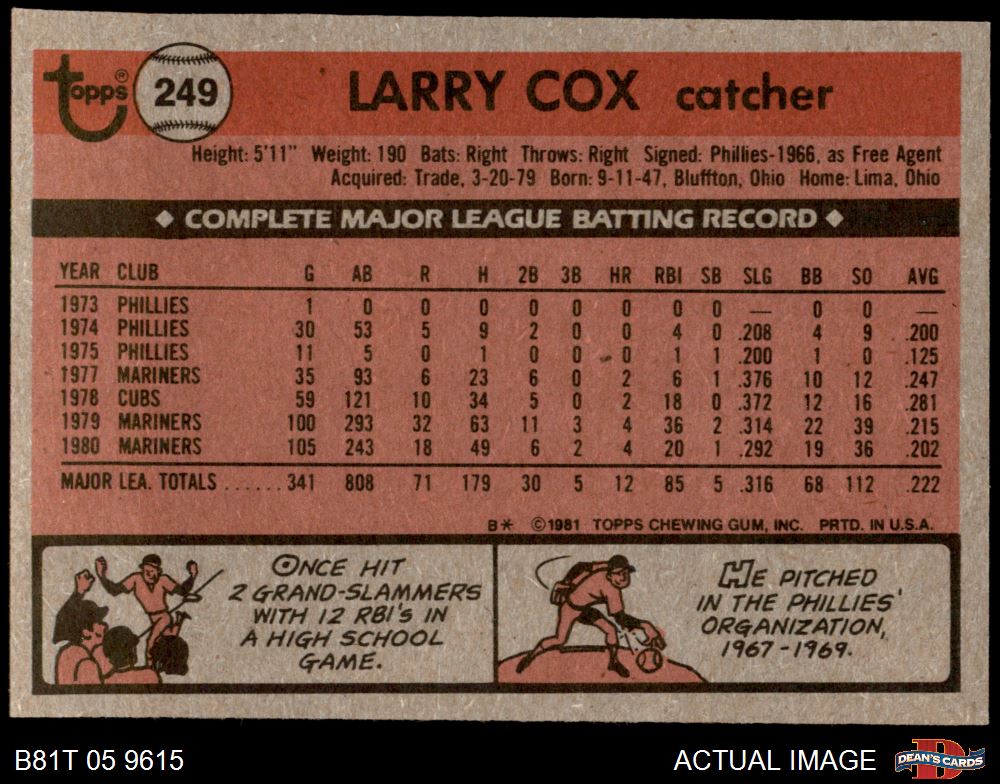 topps® 249 LARRY COX catcher
Height: 5'11" Weight: 190 Bats: Right Throws: Right Signed: Phillies-1966, as Free Agent
Acquired: Trade, 3-20-79 Born: 9-11-47, Bluffton, Ohio Home: Lima, Ohio
◆ COMPLETE MAJOR LEAGUE BATTING RECORD ◆
YEAR CLUB G AB R H 2B 3B HR RBI SB SLG BB SO AVG
1973 PHILLIES 1 0 0 0 0 0 0 0 0 — 0 0 —
1974 PHILLIES 30 53 5 9 2 0 0 4 0 .208 4 9 .200
1975 PHILLIES 11 5 0 1 0 0 0 1 1 .200 1 0 .125
1977 MARINERS 35 93 6 23 6 0 2 6 1 .376 10 12 .247
1978 CUBS 59 121 10 34 5 0 2 18 0 .372 12 16 .281
1979 MARINERS 100 293 32 63 11 3 4 36 2 .314 22 39 .215
1980 MARINERS 105 243 18 49 6 2 4 20 1 .292 19 36 .202
MAJOR LEA. TOTALS ......341 808 71 179 30 5 12 85 5 .316 68 112 .222
B* ©1981 TOPPS CHEWING GUM, INC. PRTD. IN U.S.A.
ONCE HIT
2 GRAND-SLAMMERS
WITH 12 RBI'S IN
A HIGH SCHOOL
GAME.
HE PITCHED
IN THE PHILLIES'
ORGANIZATION,
1967-1969.
B81T 05 9615
ACTUAL IMAGE
DEAN'S CARDS